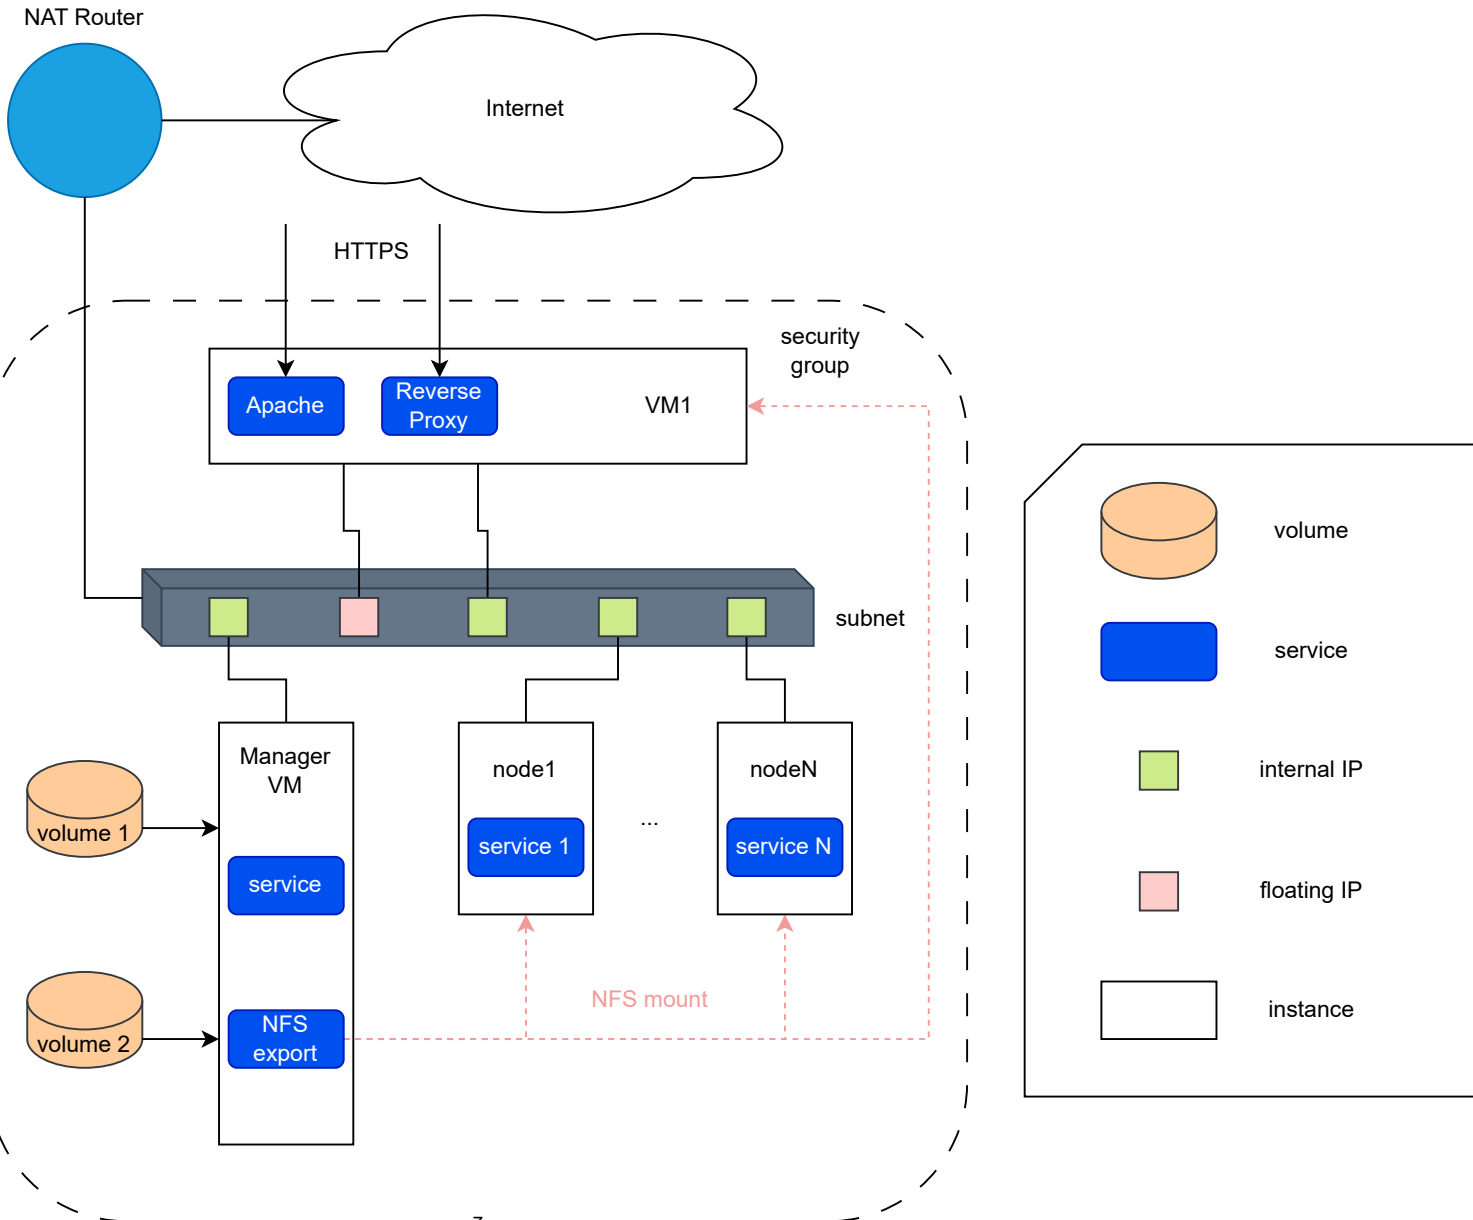 NAT Router
Internet
HTTPS
security
group
Apache
Reverse
Proxy
VM1
subnet
Manager
VM
node1
nodeN
volume 1
service
service 1
...
service N
NFS mount
volume 2
NFS
export
volume
service
internal IP
floating IP
instance